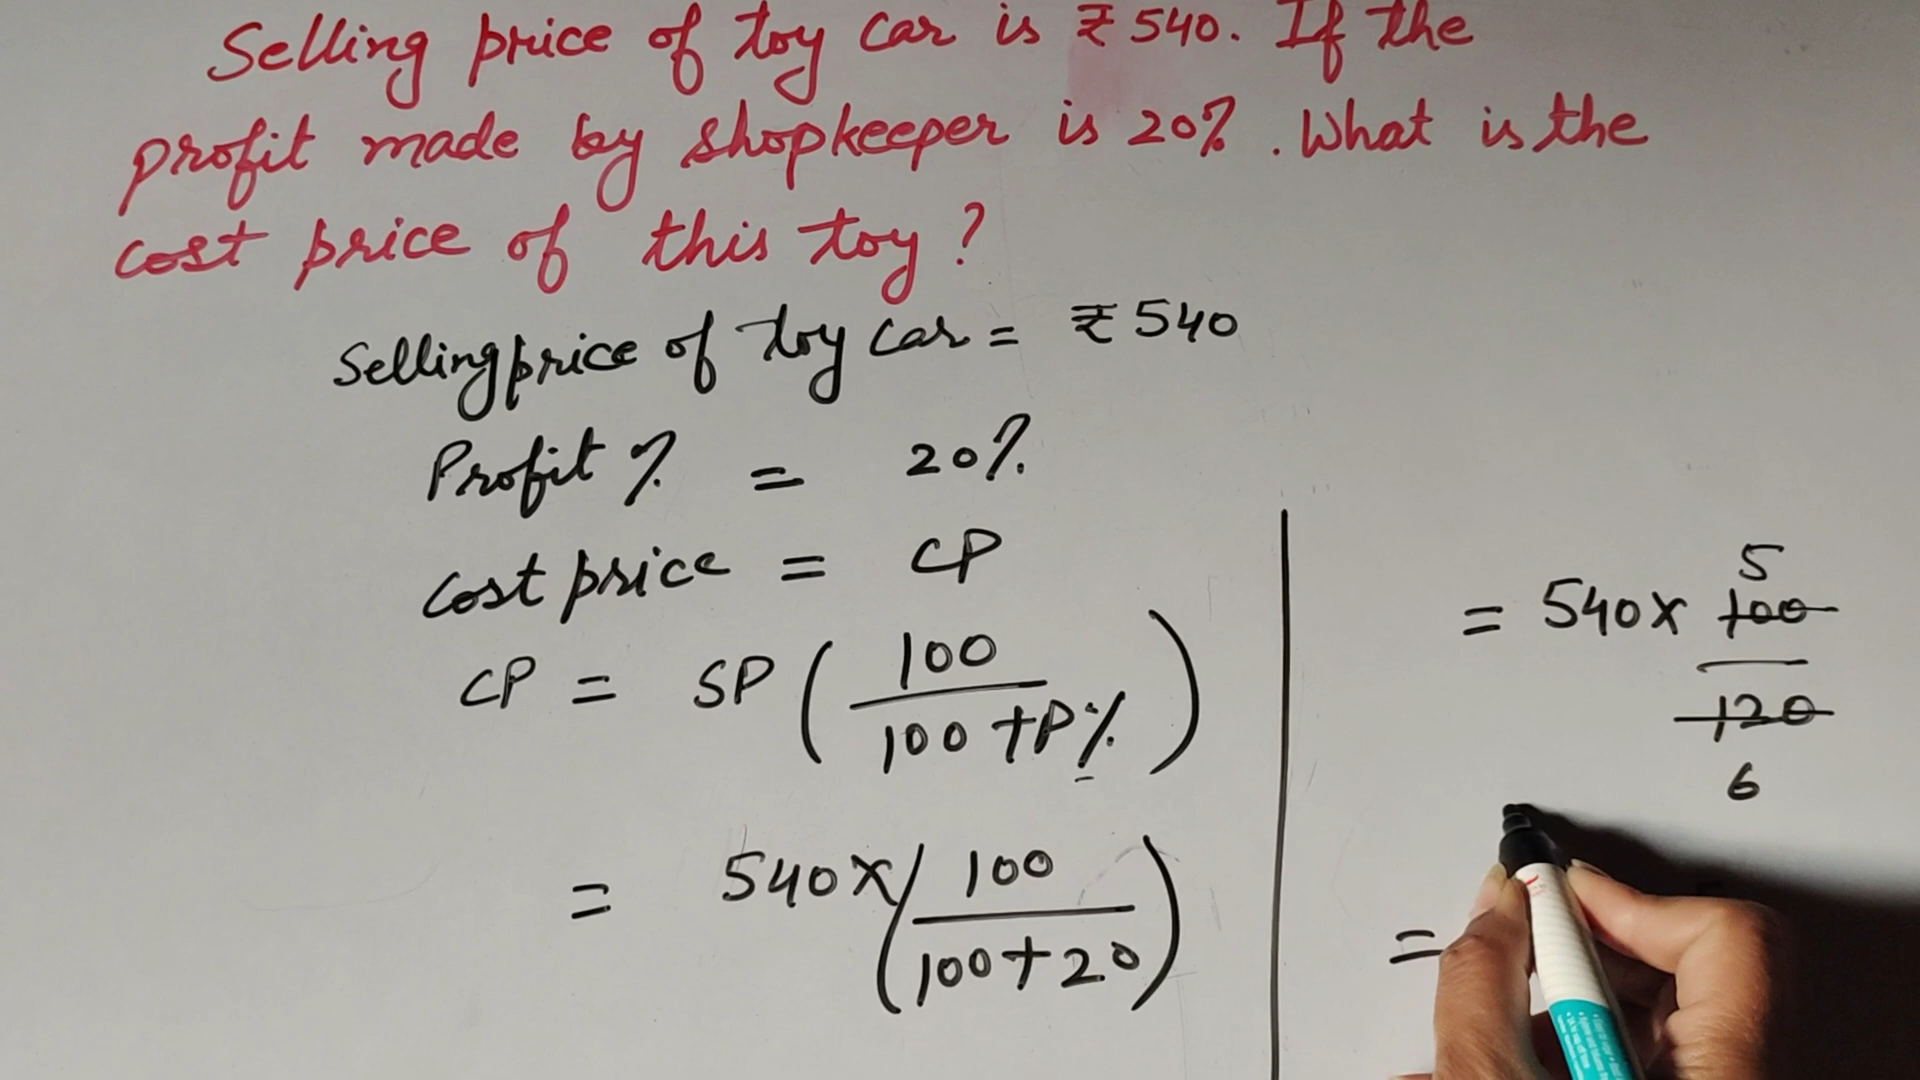 Selling price of toy car is ₹ 540. If the
profit made by shopkeeper is 20%. What is the
cost price of this toy?
Selling price of toy car = ₹ 540
Profit % = 20%
Cost price = CP
CP = SP ( 100 / 100 + P% )
= 540 x ( 100 / 100 + 20 )
5
= 540 x 100
120
6
=